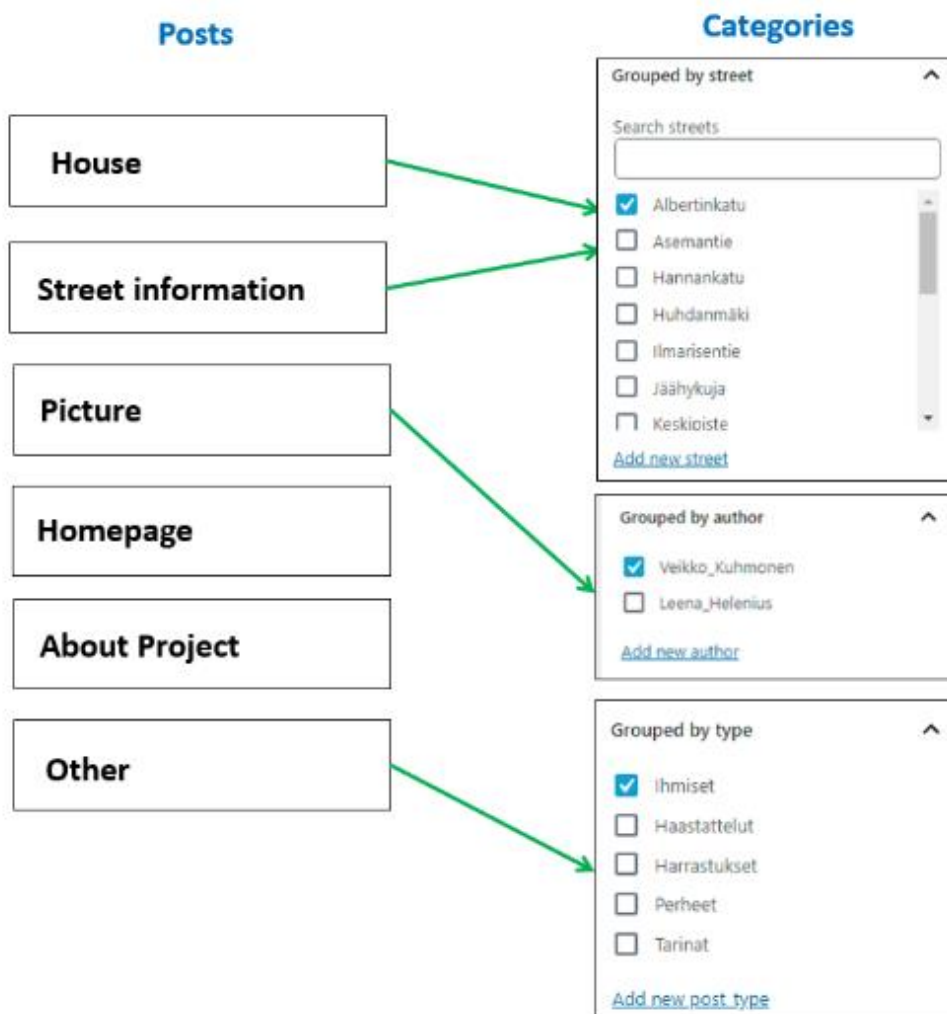 Posts
House
Street information
Picture
Homepage
About Project
Other
Categories
Grouped by street
Search streets
Albertinkatu
Asemantie
Hannankatu
Huhdanmäki
Ilmarisentie
Jäähykuja
Keskipiste
Add new street
Grouped by author
Veikko_Kuhmonen
Leena_Helenius
Add new author
Grouped by type
Ihmiset
Haastattelut
Harrastukset
Perheet
Tarinat
Add new post type